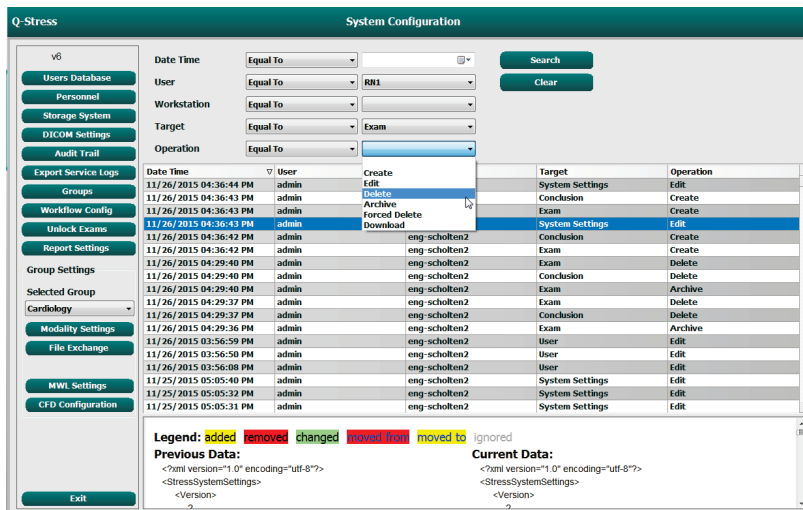 Q-Stress System Configuration
v6
Users Database
Personnel
Storage System
DICOM Settings
Audit Trail
Export Service Logs
Groups
Workflow Config
Unlock Exams
Report Settings
Group Settings
Selected Group
Cardiology
Modality Settings
File Exchange
MWL Settings
CFD Configuration
Exit
Date Time Equal To Search
User Equal To RN1 Clear
Workstation Equal To
Target Equal To Exam
Operation Equal To
Create
Edit
Delete
Archive
Forced Delete
Download
Date Time User Target Operation
11/26/2015 04:36:44 PM admin System Settings Edit
11/26/2015 04:36:43 PM admin Conclusion Create
11/26/2015 04:36:43 PM admin Exam Create
11/26/2015 04:36:43 PM admin System Settings Edit
11/26/2015 04:36:42 PM admin eng-scholten2 Conclusion Create
11/26/2015 04:36:42 PM admin eng-scholten2 Exam Create
11/26/2015 04:29:40 PM admin eng-scholten2 Exam Delete
11/26/2015 04:29:40 PM admin eng-scholten2 Conclusion Delete
11/26/2015 04:29:40 PM admin eng-scholten2 Exam Archive
11/26/2015 04:29:37 PM admin eng-scholten2 Exam Delete
11/26/2015 04:29:37 PM admin eng-scholten2 Conclusion Delete
11/26/2015 04:29:36 PM admin eng-scholten2 Exam Archive
11/26/2015 03:56:59 PM admin eng-scholten2 User Edit
11/26/2015 03:56:50 PM admin eng-scholten2 User Edit
11/26/2015 03:56:08 PM admin eng-scholten2 User Edit
11/25/2015 05:05:40 PM admin eng-scholten2 System Settings Edit
11/25/2015 05:05:32 PM admin eng-scholten2 System Settings Edit
11/25/2015 05:05:31 PM admin eng-scholten2 System Settings Edit
Legend: added removed changed moved from moved to ignored
Previous Data: Current Data:
<?xml version="1.0" encoding="utf-8"?> <?xml version="1.0" encoding="utf-8"?>
<StressSystemSettings> <StressSystemSettings>
<Version> <Version>